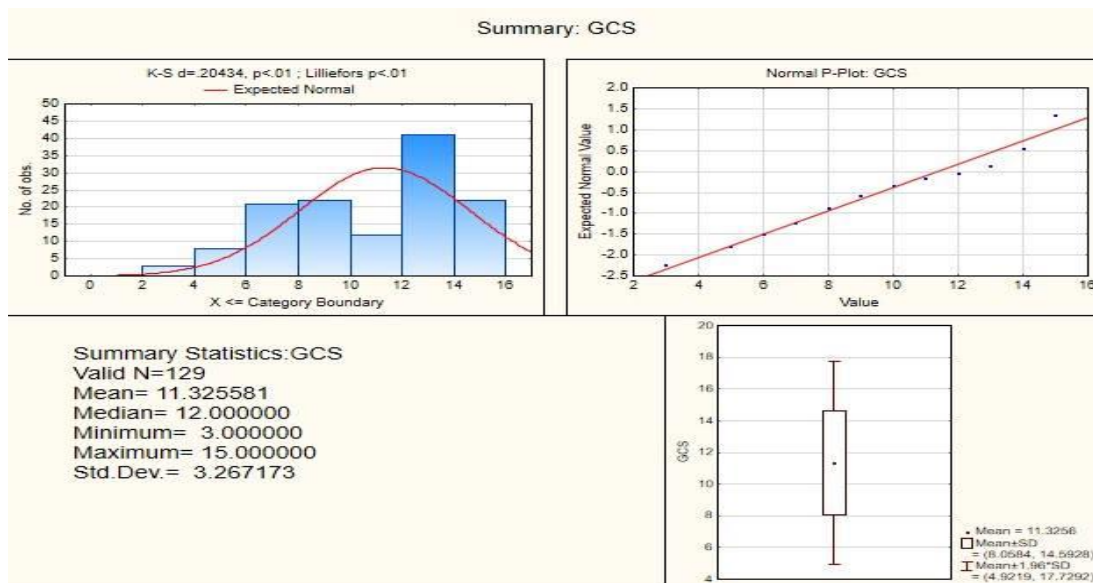 Summary: GCS
K-S d=.20434, p<.01 ; Lilliefors p<.01
Expected Normal
50
45
40
35
30
25
20
15
10
5
0
No. of obs.
0 2 4 6 8 10 12 14 16
X <= Category Boundary
Normal P-Plot: GCS
2.0
1.5
1.0
0.5
0.0
-0.5
-1.0
-1.5
-2.0
-2.5
Expected Normal Value
2 4 6 8 10 12 14 16
Value
Summary Statistics:GCS
Valid N=129
Mean= 11.325581
Median= 12.000000
Minimum= 3.000000
Maximum= 15.000000
Std.Dev.= 3.267173
20
18
16
14
12
10
8
6
4
GCS
Mean = 11.3256
Mean±SD
= (8.0584, 14.5928)
Mean±1.96*SD
= (4.9219, 17.7292)